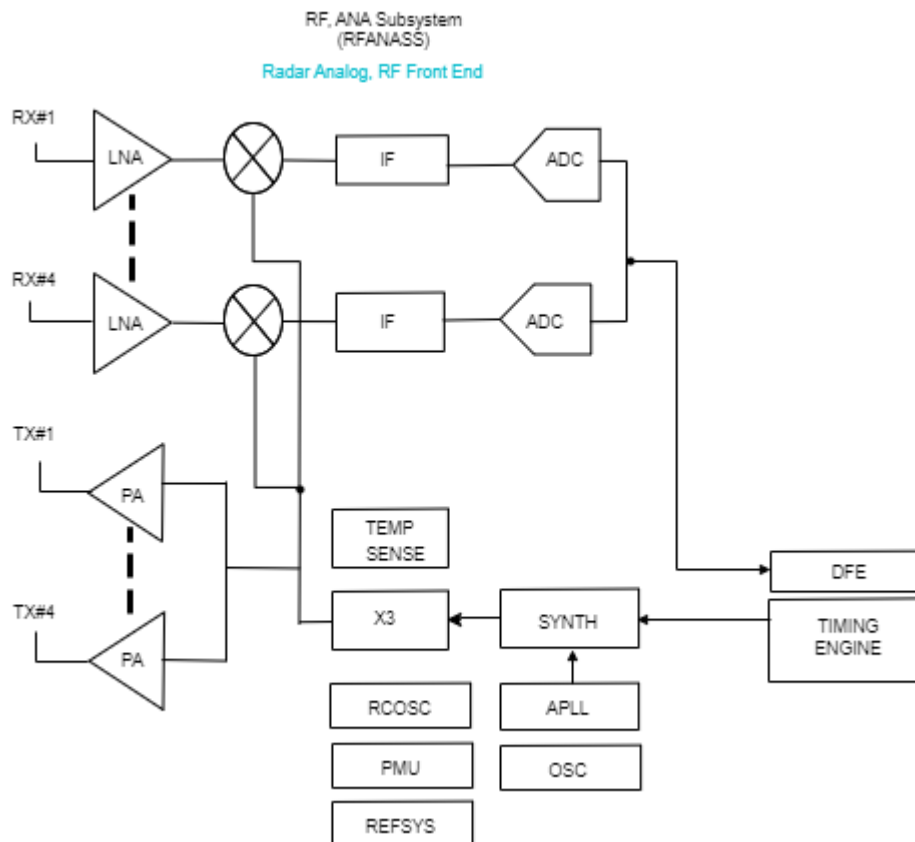 RF, ANA Subsystem
(RFANASS)
Radar Analog, RF Front End
RX#1
LNA
IF
ADC
RX#4
LNA
IF
ADC
TX#1
PA
TEMP
SENSE
DFE
TX#4
PA
X3
SYNTH
TIMING
ENGINE
RCOSC
APLL
PMU
OSC
REFSYS